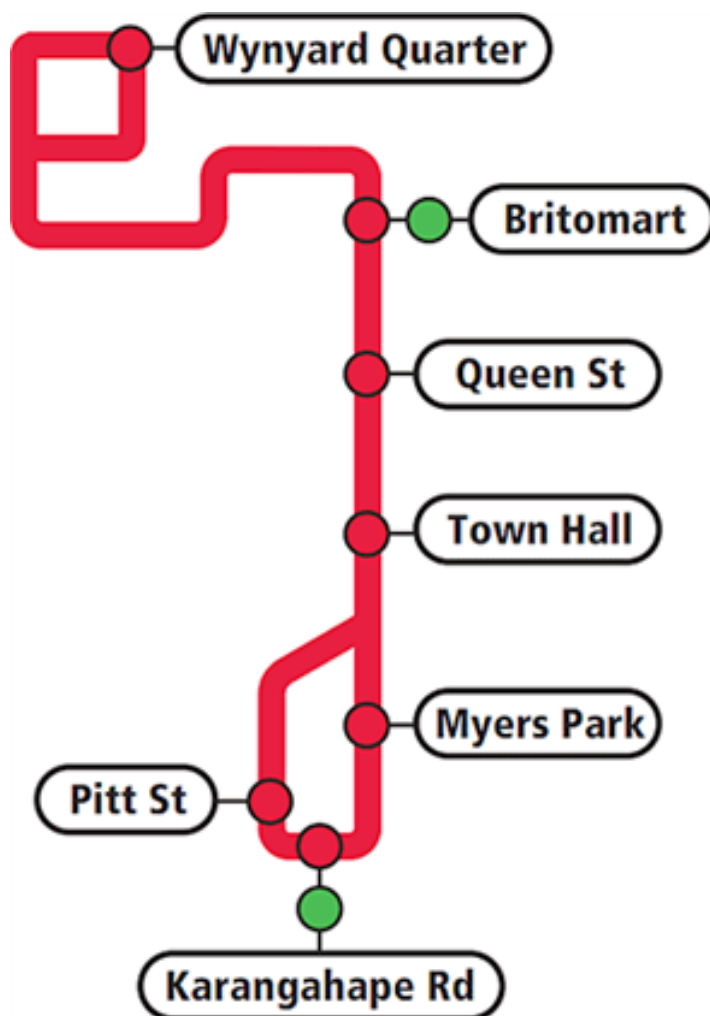 Wynyard Quarter
Britomart
Queen St
Town Hall
Myers Park
Pitt St
Karangahape Rd